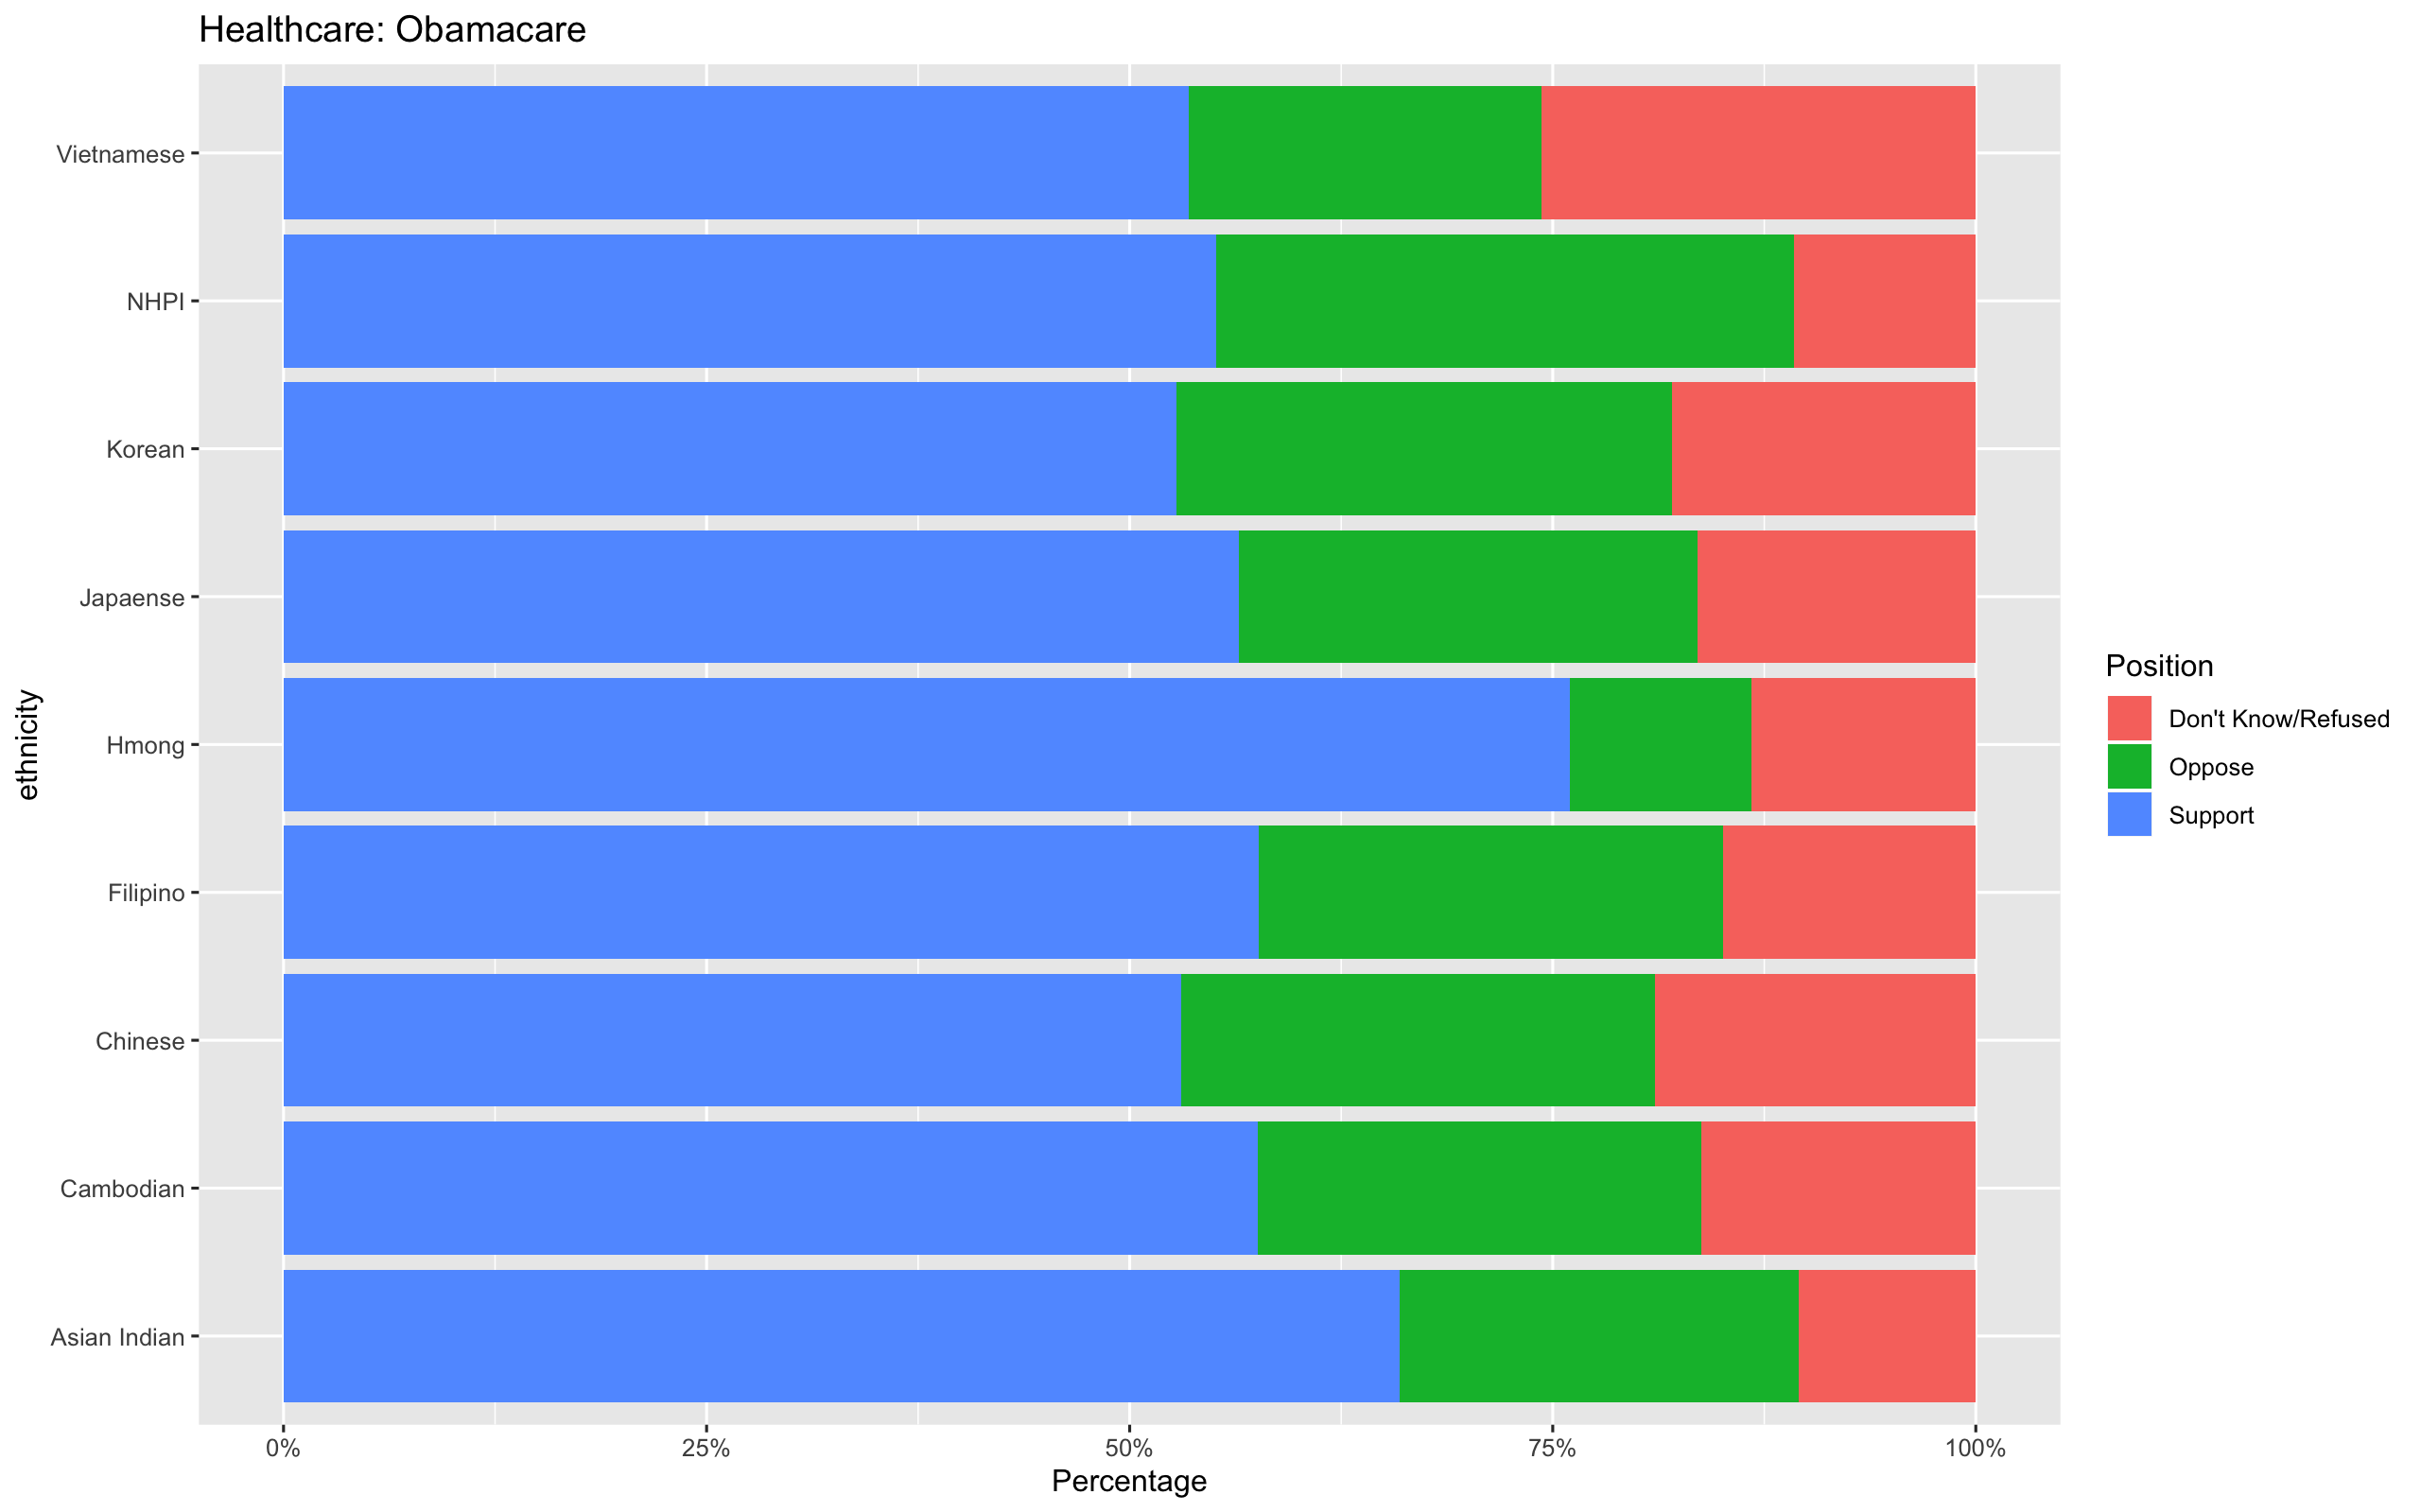 Healthcare: Obamacare
Vietnamese
NHPI
Korean
Japaense
Hmong
Filipino
Chinese
Cambodian
Asian Indian
ethnicity
0% 25% 50% 75% 100%
Percentage
Position
Don't Know/Refused
Oppose
Support